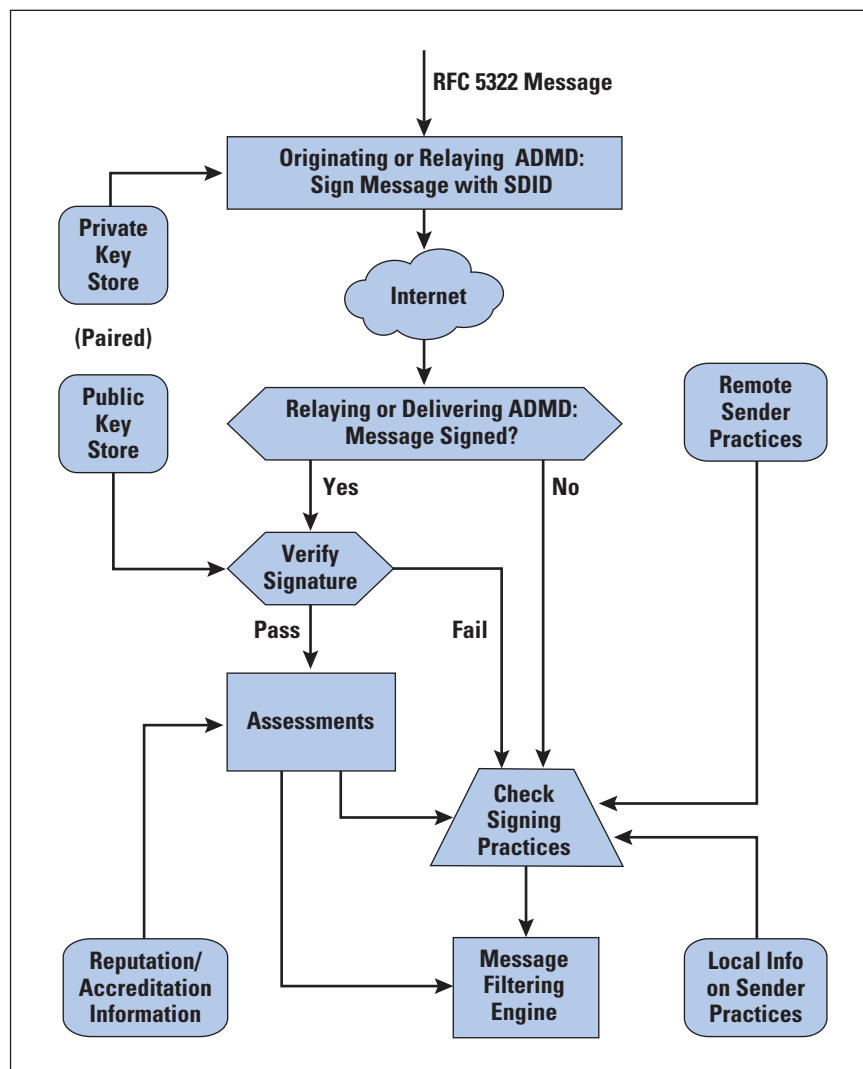 RFC 5322 Message
Originating or Relaying ADMD:
Sign Message with SDID
Private
Key
Store
Internet
(Paired)
Public
Key
Store
Relaying or Delivering ADMD:
Message Signed?
Remote
Sender
Practices
Yes
No
Verify
Signature
Pass
Fail
Assessments
Check
Signing
Practices
Reputation/
Accreditation
Information
Message
Filtering
Engine
Local Info
on Sender
Practices